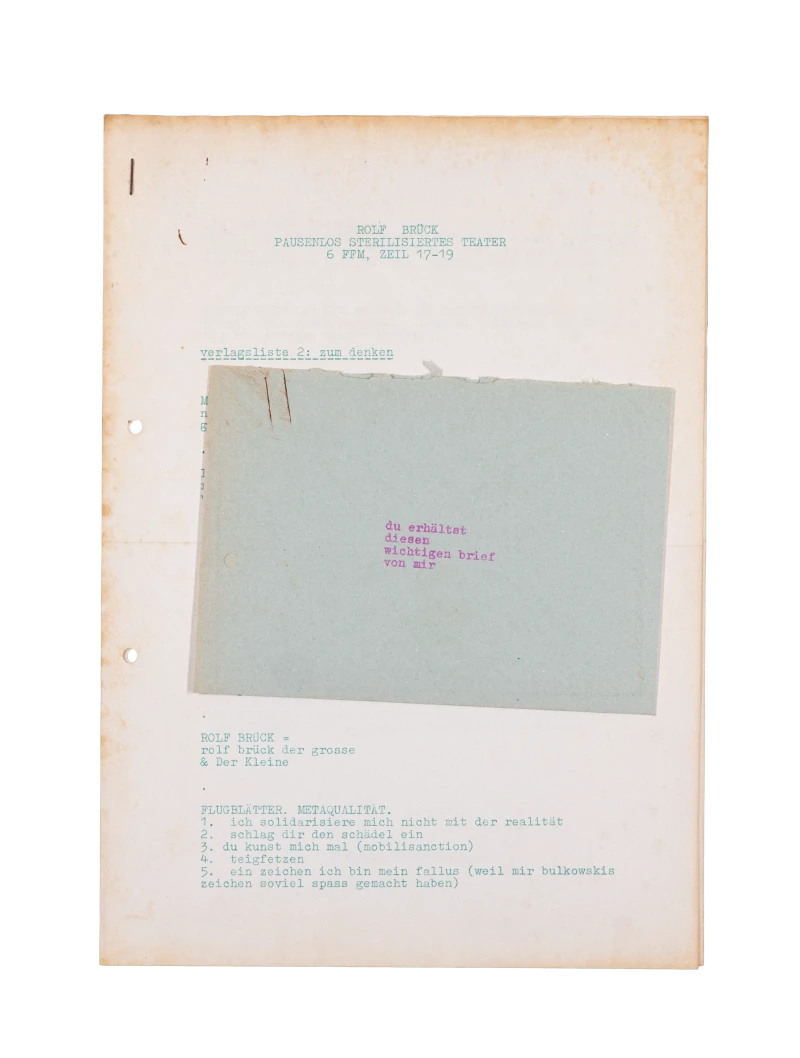 ROLF BRÜCK
PAUSENLOS STERILISIERTES TEATER
6 FFM, ZEIL 17-19
verlagsliste 2: zum denken
M
n
g
.
du erhältst
diesen
wichtigen brief
von mir
.
ROLF BRÜCK =
rolf brück der grosse
& Der Kleine
.
FLUGBLÄTTER. METAQUALITÄT.
1. ich solidarisiere mich nicht mit der realität
2. schlag dir den schädel ein
3. du kunst mich mal (mobilisanction)
4. teigfetzen
5. ein zeichen ich bin mein fallus (weil mir bulkowskis
zeichen soviel spass gemacht haben)